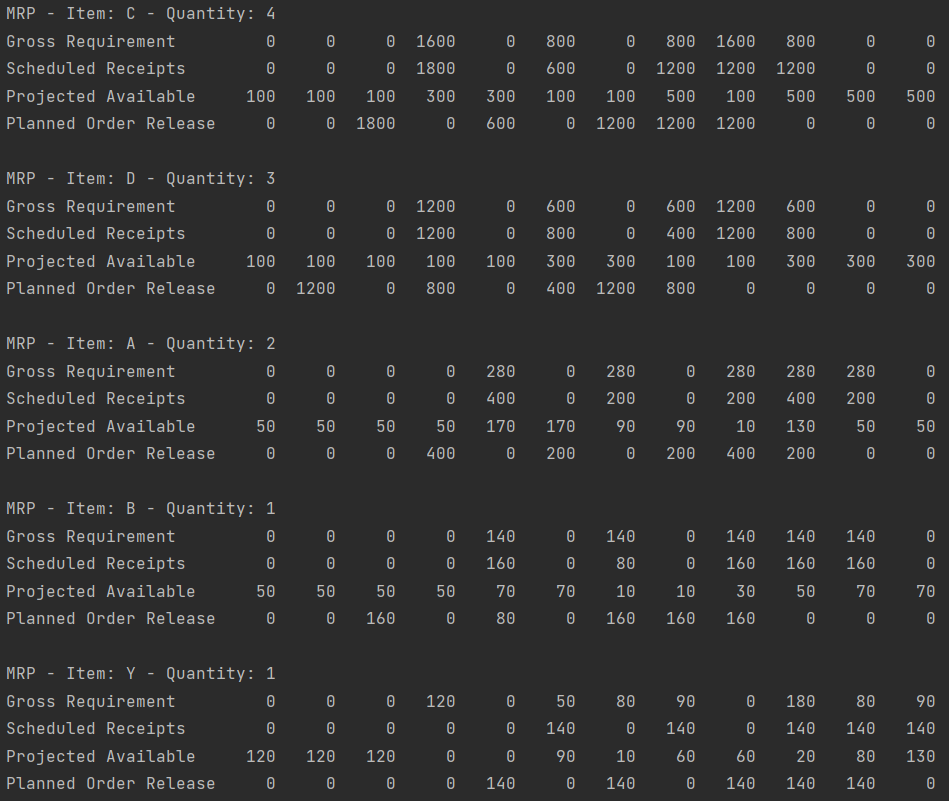 MRP - Item: C - Quantity: 4
Gross Requirement 0 0 0 1600 0 800 0 800 1600 800 0 0
Scheduled Receipts 0 0 0 1800 0 600 0 1200 1200 1200 0 0
Projected Available 100 100 100 300 300 100 100 500 100 500 500 500
Planned Order Release 0 0 1800 0 600 0 1200 1200 1200 0 0 0
MRP - Item: D - Quantity: 3
Gross Requirement 0 0 0 1200 0 600 0 600 1200 600 0 0
Scheduled Receipts 0 0 0 1200 0 800 0 400 1200 800 0 0
Projected Available 100 100 100 100 100 300 300 100 100 300 300 300
Planned Order Release 0 1200 0 800 0 400 1200 800 0 0 0 0
MRP - Item: A - Quantity: 2
Gross Requirement 0 0 0 0 280 0 280 0 280 280 280 0
Scheduled Receipts 0 0 0 0 400 0 200 0 200 400 200 0
Projected Available 50 50 50 50 170 170 90 90 10 130 50 50
Planned Order Release 0 0 0 400 0 200 0 200 400 200 0 0
MRP - Item: B - Quantity: 1
Gross Requirement 0 0 0 0 140 0 140 0 140 140 140 0
Scheduled Receipts 0 0 0 0 160 0 80 0 160 160 160 0
Projected Available 50 50 50 50 70 70 10 10 30 50 70 70
Planned Order Release 0 0 160 0 80 0 160 160 160 0 0 0
MRP - Item: Y - Quantity: 1
Gross Requirement 0 0 0 120 0 50 80 90 0 180 80 90
Scheduled Receipts 0 0 0 0 0 140 0 140 0 140 140 140
Projected Available 120 120 120 0 0 90 10 60 60 20 80 130
Planned Order Release 0 0 0 0 140 0 140 0 140 140 140 0